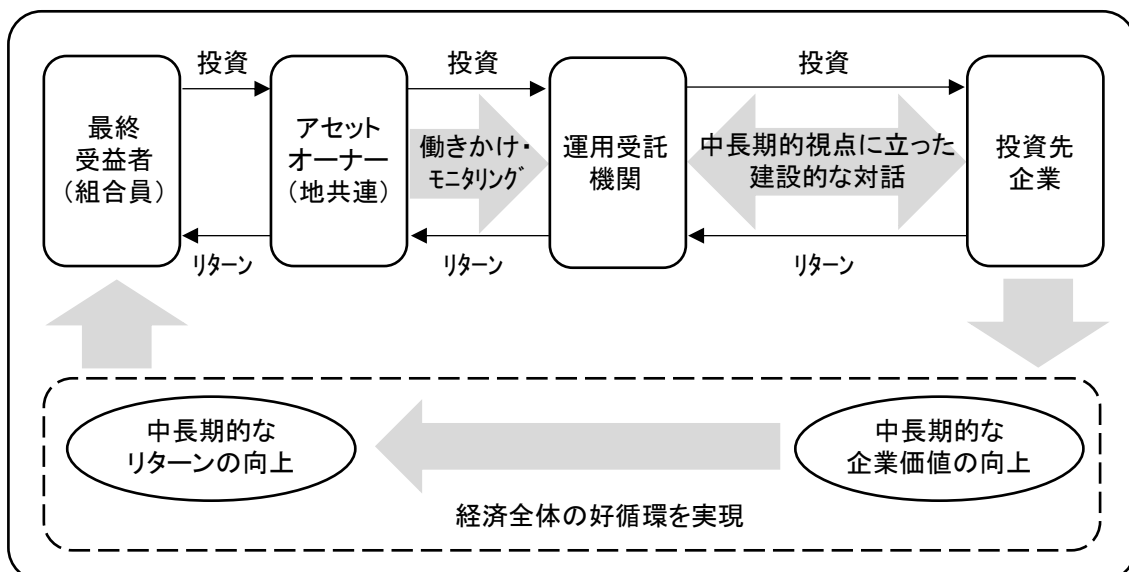 投資
投資
投資
最終
受益者
（組合員）
アセット
オーナー
（地共連）
働きかけ・
ﾓﾆﾀﾘﾝｸﾞ
運用受託
機関
中長期的視点に立った
建設的な対話
投資先
企業
ﾘﾀｰﾝ
ﾘﾀｰﾝ
ﾘﾀｰﾝ
中長期的な
リターンの向上
中長期的な
企業価値の向上
経済全体の好循環を実現